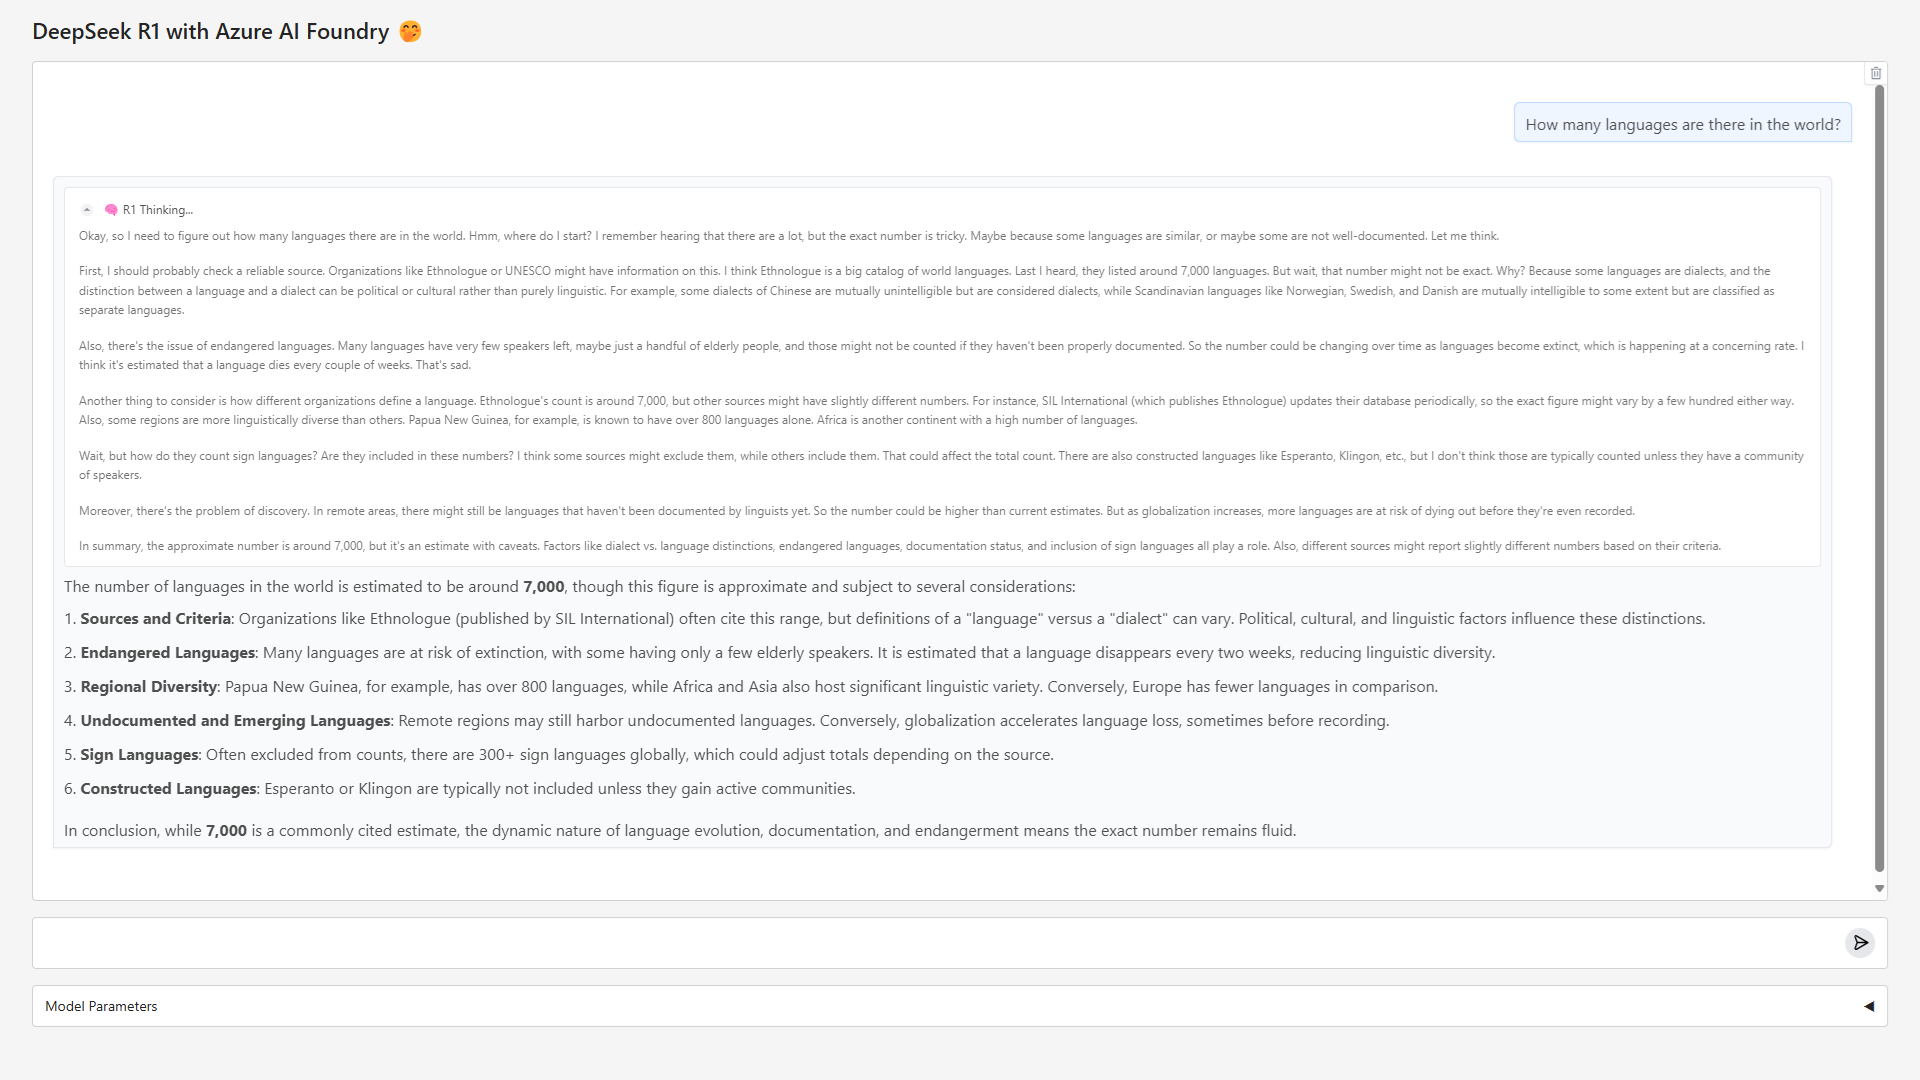 DeepSeek R1 with Azure AI Foundry 🤭
How many languages are there in the world?
🧠 R1 Thinking...
Okay, so I need to figure out how many languages there are in the world. Hmm, where do I start? I remember hearing that there are a lot, but the exact number is tricky. Maybe because some languages are similar, or maybe some are not well-documented. Let me think.
First, I should probably check a reliable source. Organizations like Ethnologue or UNESCO might have information on this. I think Ethnologue is a big catalog of world languages. Last I heard, they listed around 7,000 languages. But wait, that number might not be exact. Why? Because some languages are dialects, and the
distinction between a language and a dialect can be political or cultural rather than purely linguistic. For example, some dialects of Chinese are mutually unintelligible but are considered dialects, while Scandinavian languages like Norwegian, Swedish, and Danish are mutually intelligible to some extent but are classified as
separate languages.
Also, there's the issue of endangered languages. Many languages have very few speakers left, maybe just a handful of elderly people, and those might not be counted if they haven't been properly documented. So the number could be changing over time as languages become extinct, which is happening at a concerning rate. I
think it's estimated that a language dies every couple of weeks. That's sad.
Another thing to consider is how different organizations define a language. Ethnologue's count is around 7,000, but other sources might have slightly different numbers. For instance, SIL International (which publishes Ethnologue) updates their database periodically, so the exact figure might vary by a few hundred either way.
Also, some regions are more linguistically diverse than others. Papua New Guinea, for example, is known to have over 800 languages alone. Africa is another continent with a high number of languages.
Wait, but how do they count sign languages? Are they included in these numbers? I think some sources might exclude them, while others include them. That could affect the total count. There are also constructed languages like Esperanto, Klingon, etc., but I don't think those are typically counted unless they have a community
of speakers.
Moreover, there's the problem of discovery. In remote areas, there might still be languages that haven't been documented by linguists yet. So the number could be higher than current estimates. But as globalization increases, more languages are at risk of dying out before they're even recorded.
In summary, the approximate number is around 7,000, but it's an estimate with caveats. Factors like dialect vs. language distinctions, endangered languages, documentation status, and inclusion of sign languages all play a role. Also, different sources might report slightly different numbers based on their criteria.
The number of languages in the world is estimated to be around 7,000, though this figure is approximate and subject to several considerations:
1. Sources and Criteria: Organizations like Ethnologue (published by SIL International) often cite this range, but definitions of a "language" versus a "dialect" can vary. Political, cultural, and linguistic factors influence these distinctions.
2. Endangered Languages: Many languages are at risk of extinction, with some having only a few elderly speakers. It is estimated that a language disappears every two weeks, reducing linguistic diversity.
3. Regional Diversity: Papua New Guinea, for example, has over 800 languages, while Africa and Asia also host significant linguistic variety. Conversely, Europe has fewer languages in comparison.
4. Undocumented and Emerging Languages: Remote regions may still harbor undocumented languages. Conversely, globalization accelerates language loss, sometimes before recording.
5. Sign Languages: Often excluded from counts, there are 300+ sign languages globally, which could adjust totals depending on the source.
6. Constructed Languages: Esperanto or Klingon are typically not included unless they gain active communities.
In conclusion, while 7,000 is a commonly cited estimate, the dynamic nature of language evolution, documentation, and endangerment means the exact number remains fluid.
Model Parameters